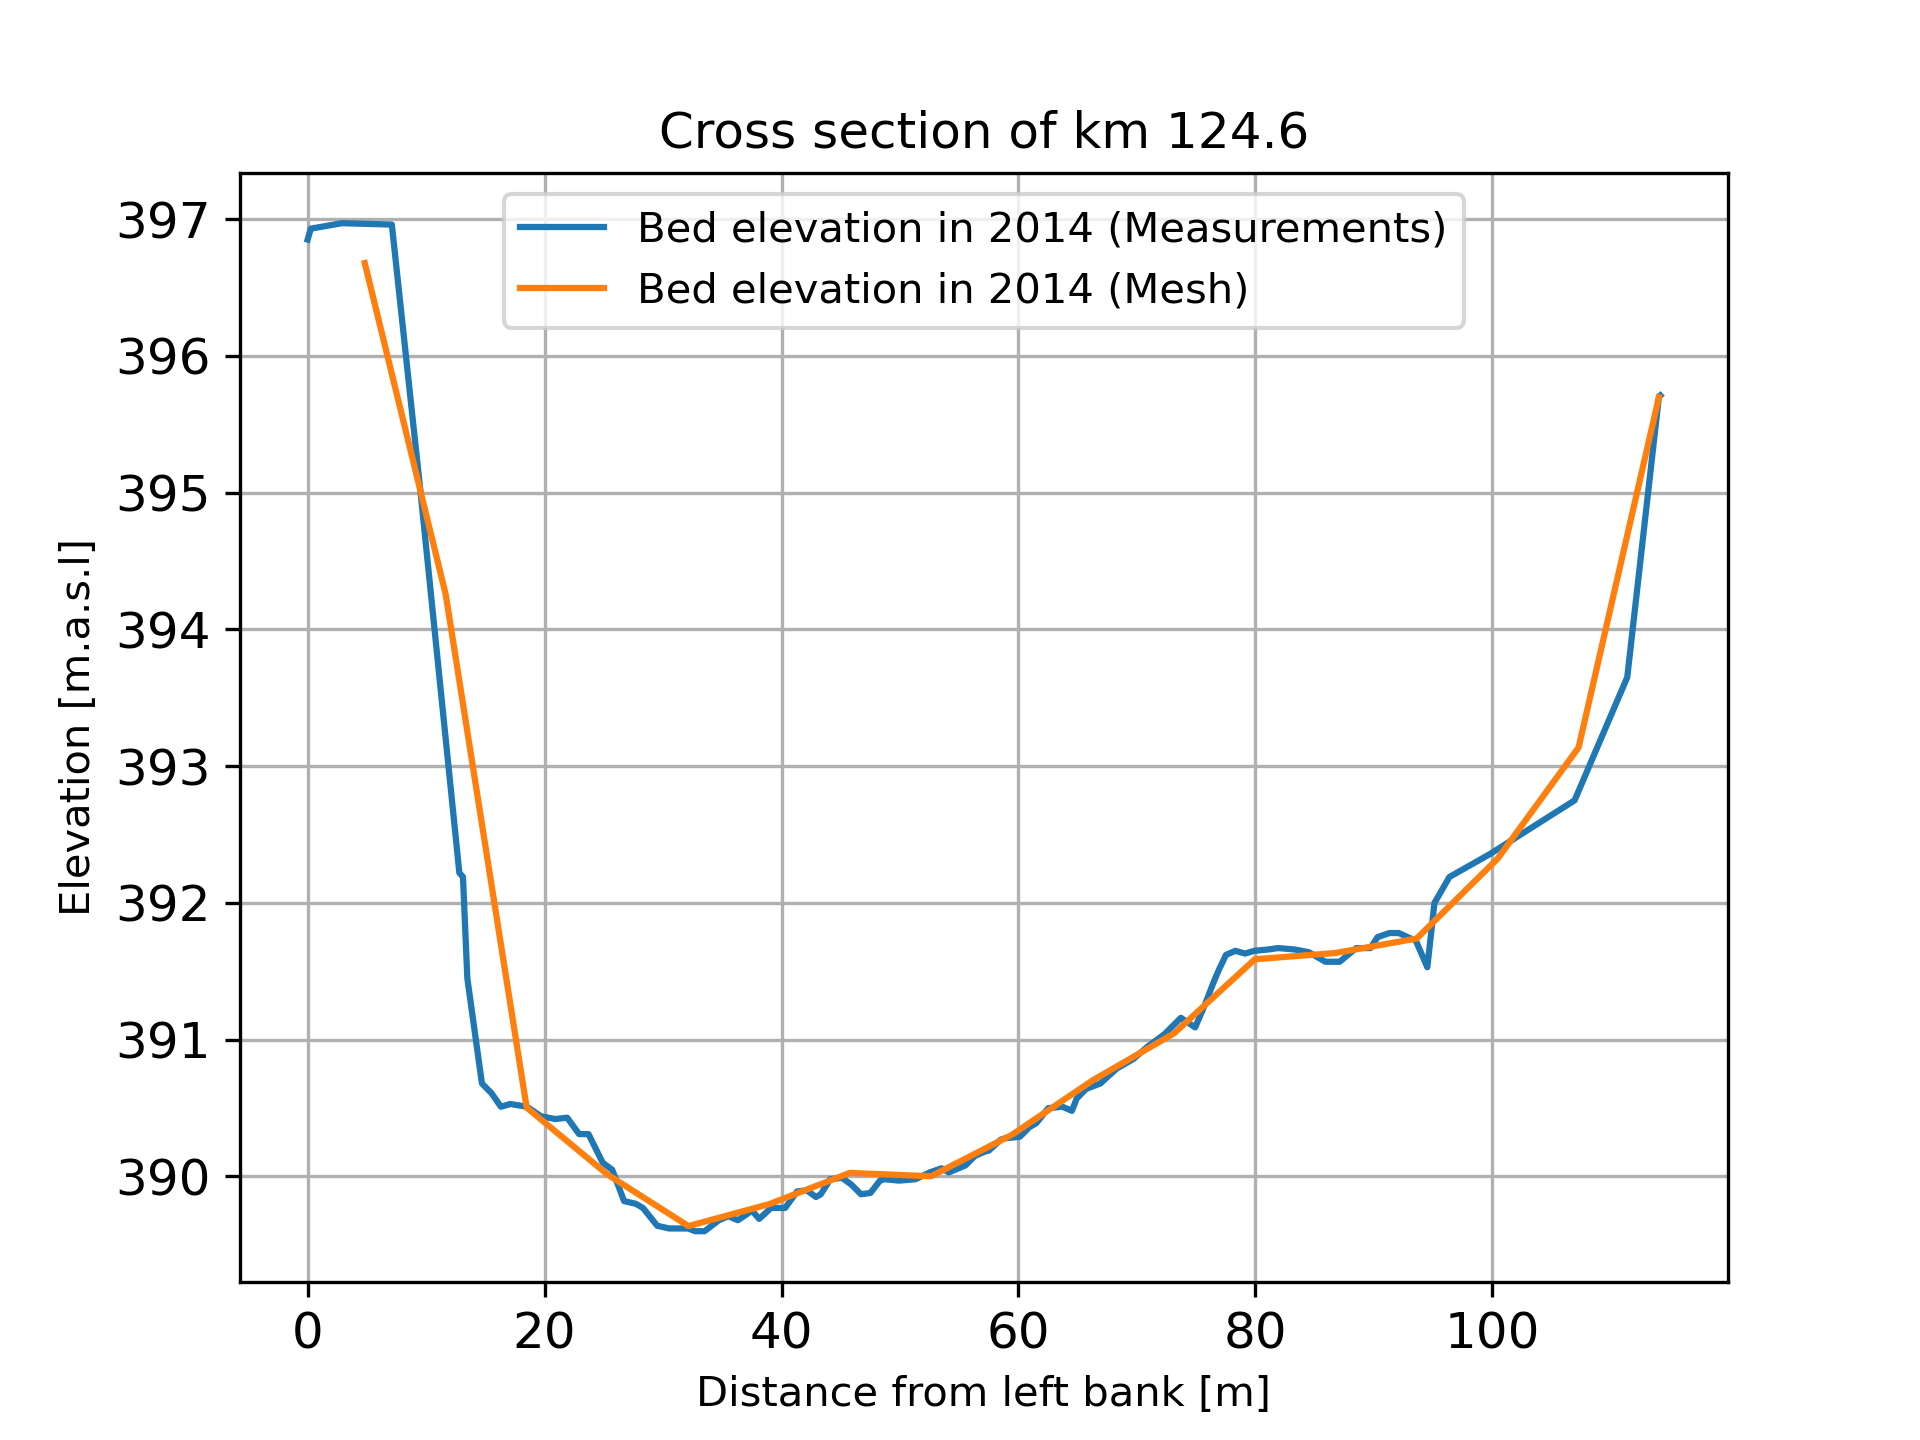 Cross section of km 124.6
Bed elevation in 2014 (Measurements)
Bed elevation in 2014 (Mesh)
397
396
395
394
393
392
391
390
Elevation [m.a.s.l]
0 20 40 60 80 100
Distance from left bank [m]